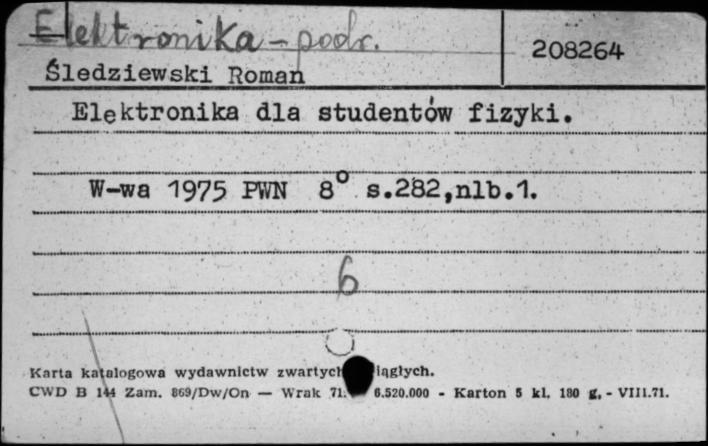 Elektronika - podr.
208264
Śledziewski Roman
Elektronika dla studentów fizyki.
W-wa 1975 PWN 8° s.282,nlb.1.
6
Karta katalogowa wydawnictw zwartych ciągłych.
CWD B 144 Zam. 869/Dw/On — Wrak 71. 6.520.000 - Karton 5 kl. 180 g. - VIII.71.